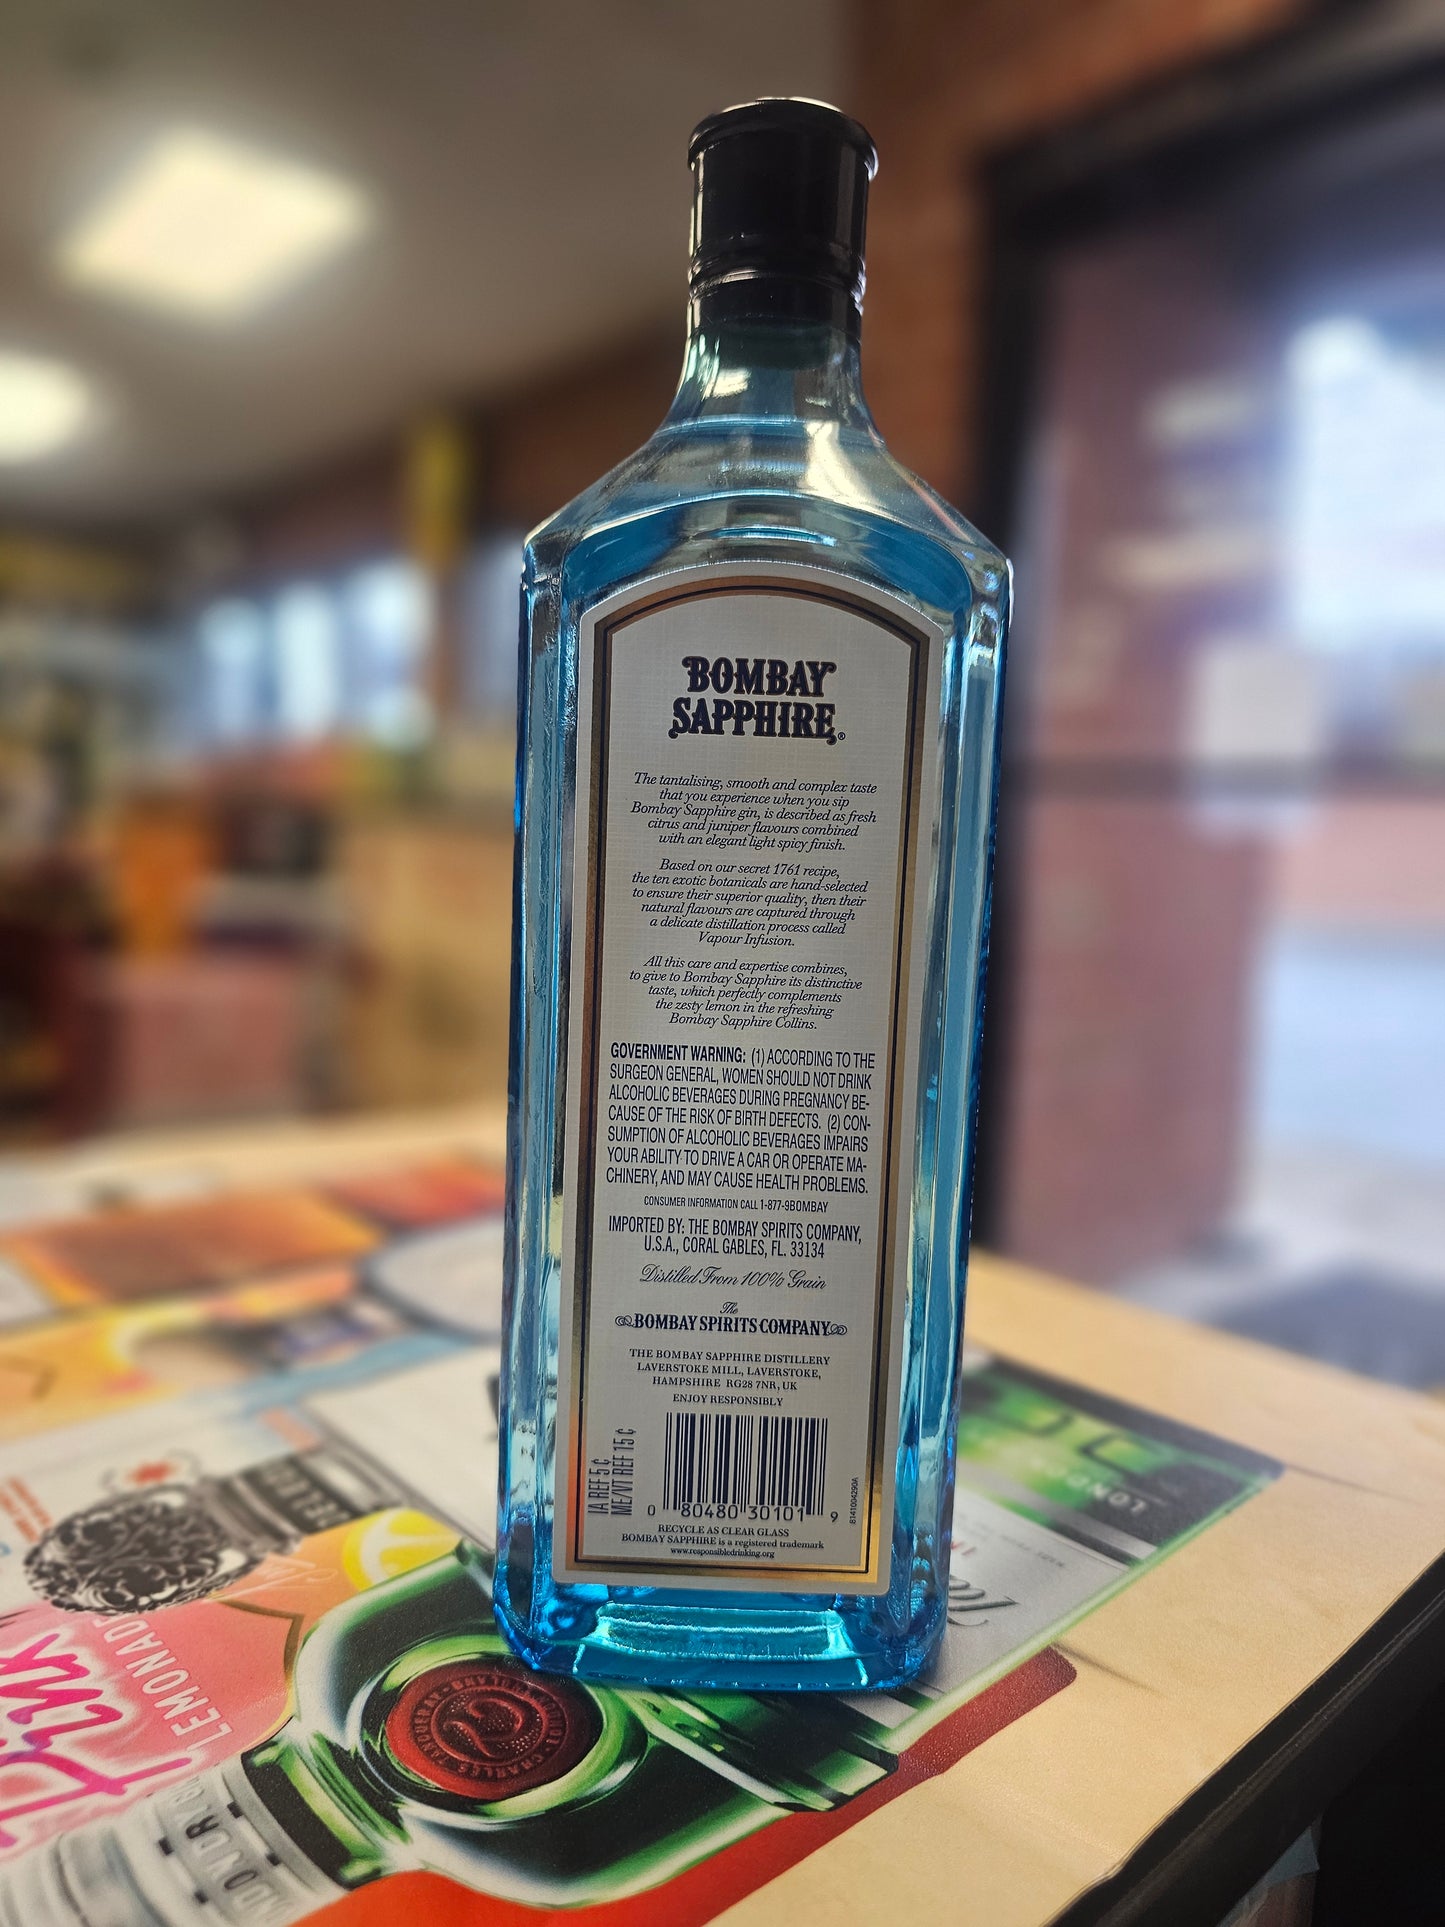 BOMBAY
SAPPHIRE®
The tantalising, smooth and complex taste
that you experience when you sip
Bombay Sapphire gin, is described as fresh
citrus and juniper flavours combined
with an elegant light spicy finish.
Based on our secret 1761 recipe,
the ten exotic botanicals are hand-selected
to ensure their superior quality, then their
natural flavours are captured through
a delicate distillation process called
Vapour Infusion.
All this care and expertise combines,
to give to Bombay Sapphire its distinctive
taste, which perfectly complements
the zesty lemon in the refreshing
Bombay Sapphire Collins.
GOVERNMENT WARNING: (1) ACCORDING TO THE
SURGEON GENERAL, WOMEN SHOULD NOT DRINK
ALCOHOLIC BEVERAGES DURING PREGNANCY BE-
CAUSE OF THE RISK OF BIRTH DEFECTS. (2) CON-
SUMPTION OF ALCOHOLIC BEVERAGES IMPAIRS
YOUR ABILITY TO DRIVE A CAR OR OPERATE MA-
CHINERY, AND MAY CAUSE HEALTH PROBLEMS.
CONSUMER INFORMATION CALL 1-877-9BOMBAY
IMPORTED BY: THE BOMBAY SPIRITS COMPANY,
U.S.A., CORAL GABLES, FL. 33134
Distilled From 100% Grain
The
BOMBAY SPIRITS COMPANY
THE BOMBAY SAPPHIRE DISTILLERY
LAVERSTOKE MILL, LAVERSTOKE,
HAMPSHIRE RG28 7NR, UK
ENJOY RESPONSIBLY
IA REF 5¢
ME/VT REF 15¢
0 80480 30101 9
RECYCLE AS CLEAR GLASS
BOMBAY SAPPHIRE is a registered trademark
www.responsibledrinking.org
LONDON
Pink
LEMONADE
CHARLES TANQUERAY